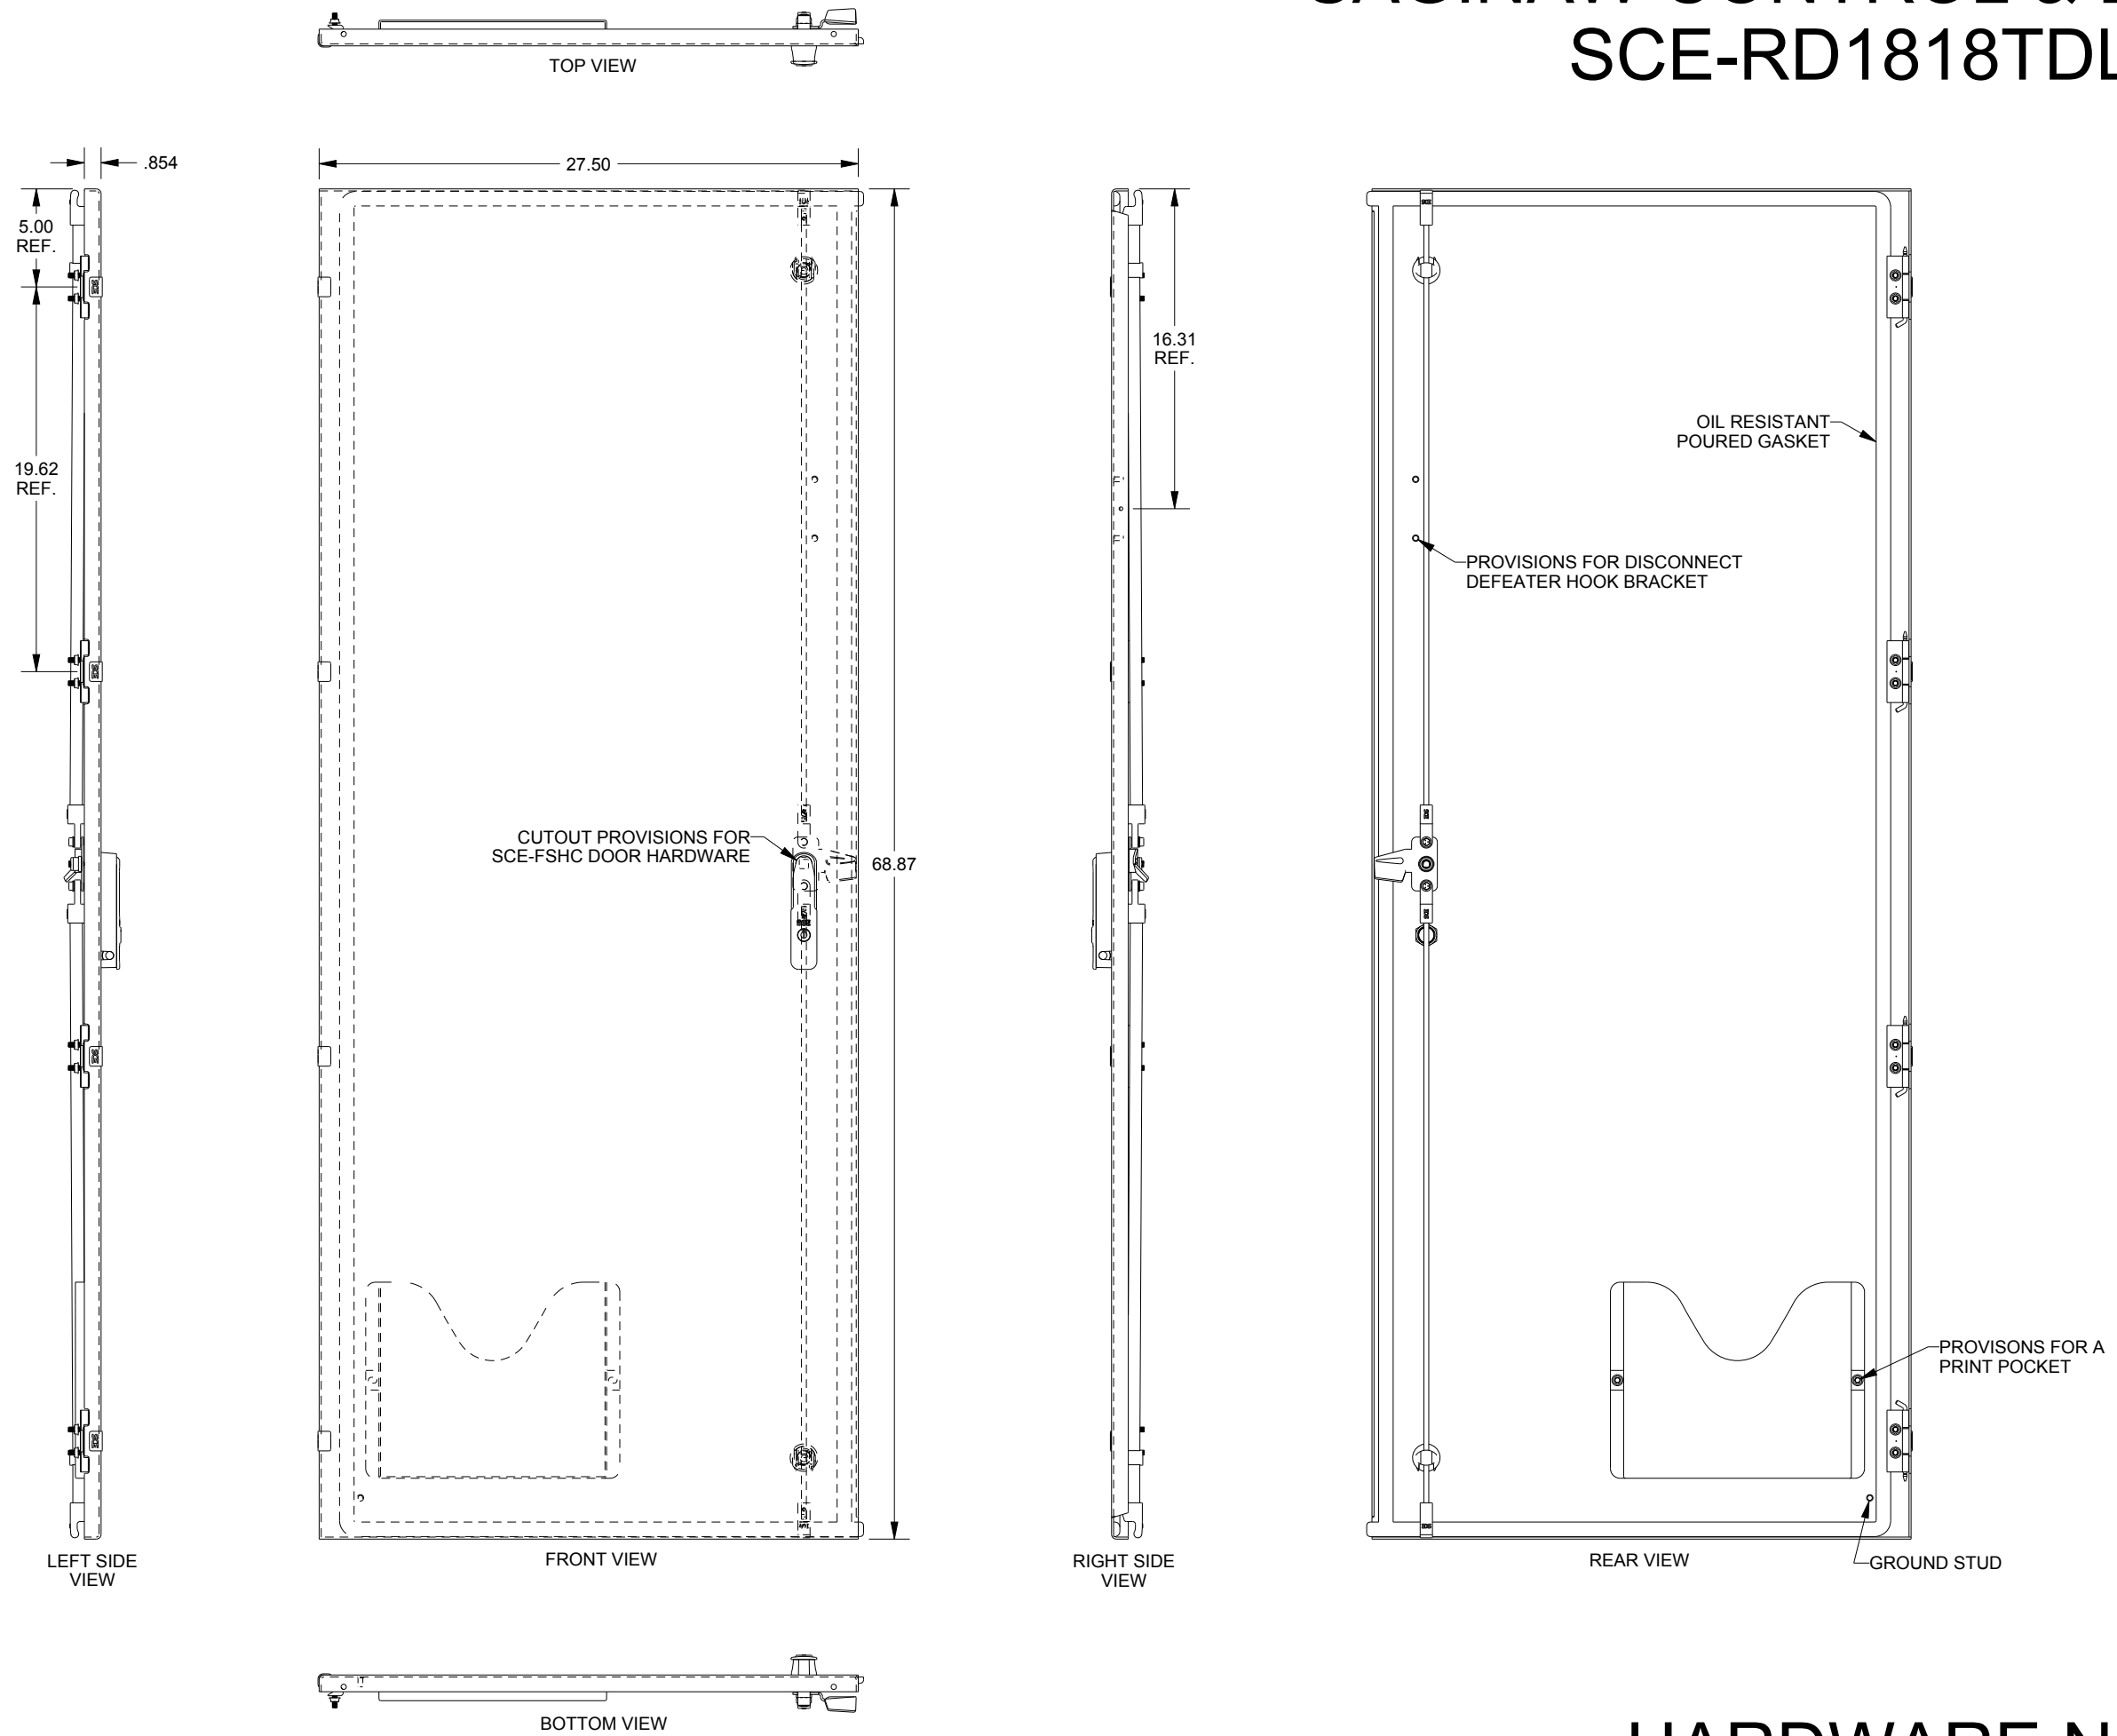 SCE-RD1818TDL
TOP VIEW
.854
27.50
5.00
REF.
19.62
REF.
16.31
REF.
OIL RESISTANT
POURED GASKET
PROVISIONS FOR DISCONNECT
DEFEATER HOOK BRACKET
CUTOUT PROVISIONS FOR
SCE-FSHC DOOR HARDWARE
68.87
PROVISONS FOR A
PRINT POCKET
LEFT SIDE
VIEW
FRONT VIEW
RIGHT SIDE
VIEW
REAR VIEW
GROUND STUD
BOTTOM VIEW